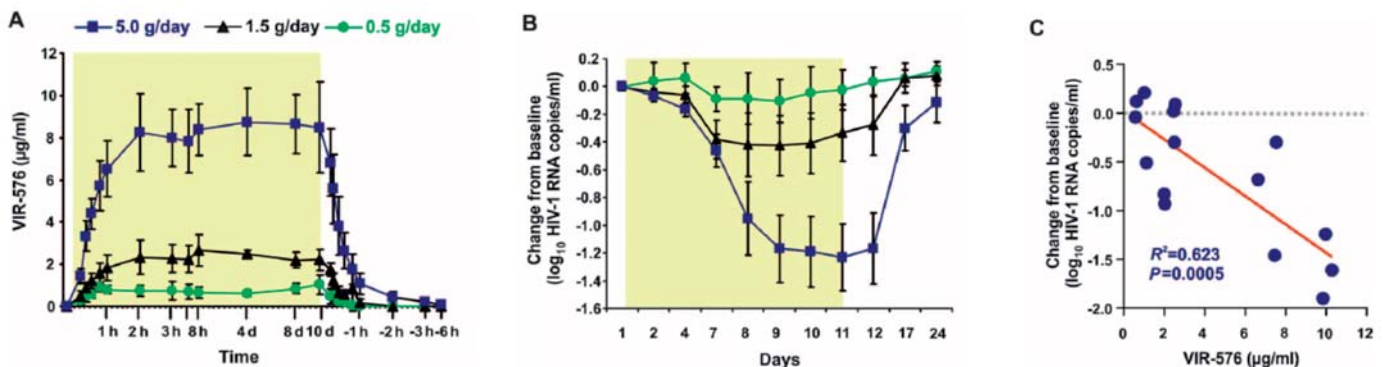 A
5.0 g/day 1.5 g/day 0.5 g/day
VIR-576 (µg/ml)
12
10
8
6
4
2
0
1 h 2 h 3 h 8h 4 d 8 d 10 d -1 h -2 h -3 h -6 h
Time
B
Change from baseline
(log10 HIV-1 RNA copies/ml)
0.2
0.0
-0.2
-0.4
-0.6
-0.8
-1.0
-1.2
-1.4
-1.6
1 2 4 7 8 9 10 11 12 17 24
Days
C
Change from baseline
(log10 HIV-1 RNA copies/ml)
0.5
0.0
-0.5
-1.0
-1.5
-2.0
R²=0.623
P=0.0005
0 2 4 6 8 10 12
VIR-576 (µg/ml)